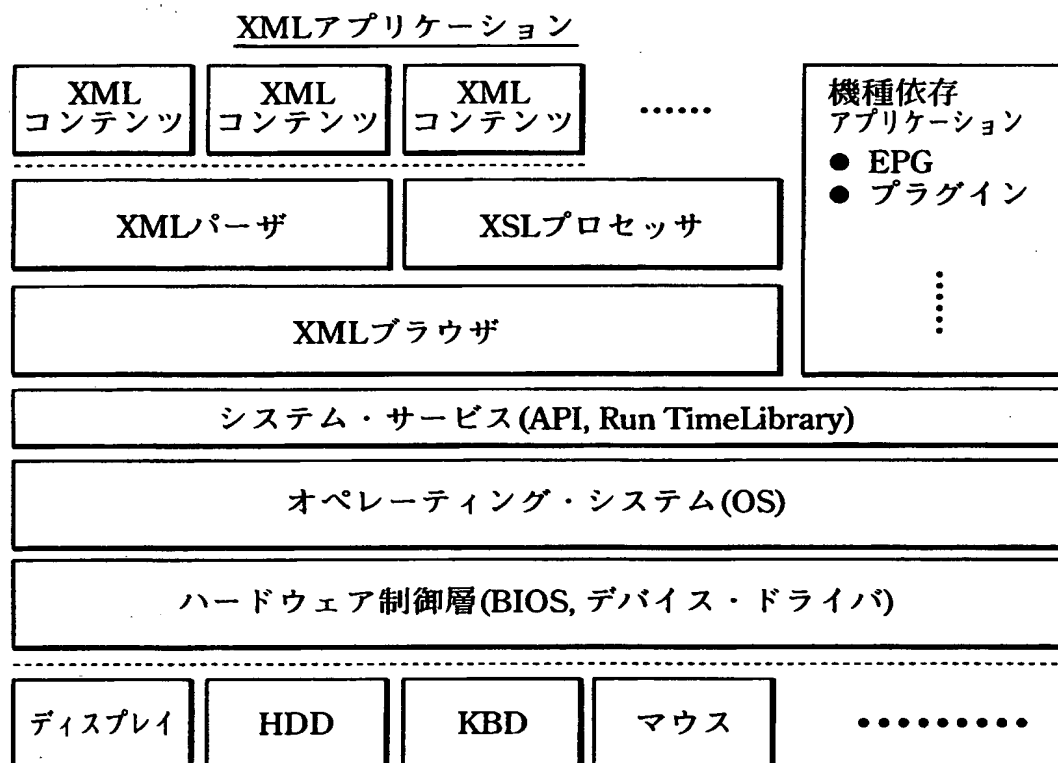 XMLアプリケーション
XML
コンテンツ
XML
コンテンツ
XML
コンテンツ
……
機種依存
アプリケーション
● EPG
● プラグイン
XMLパーザ
XSLプロセッサ
XMLブラウザ
システム・サービス(API, Run TimeLibrary)
オペレーティング・システム(OS)
ハードウェア制御層(BIOS, デバイス・ドライバ)
ディスプレイ
HDD
KBD
マウス
………